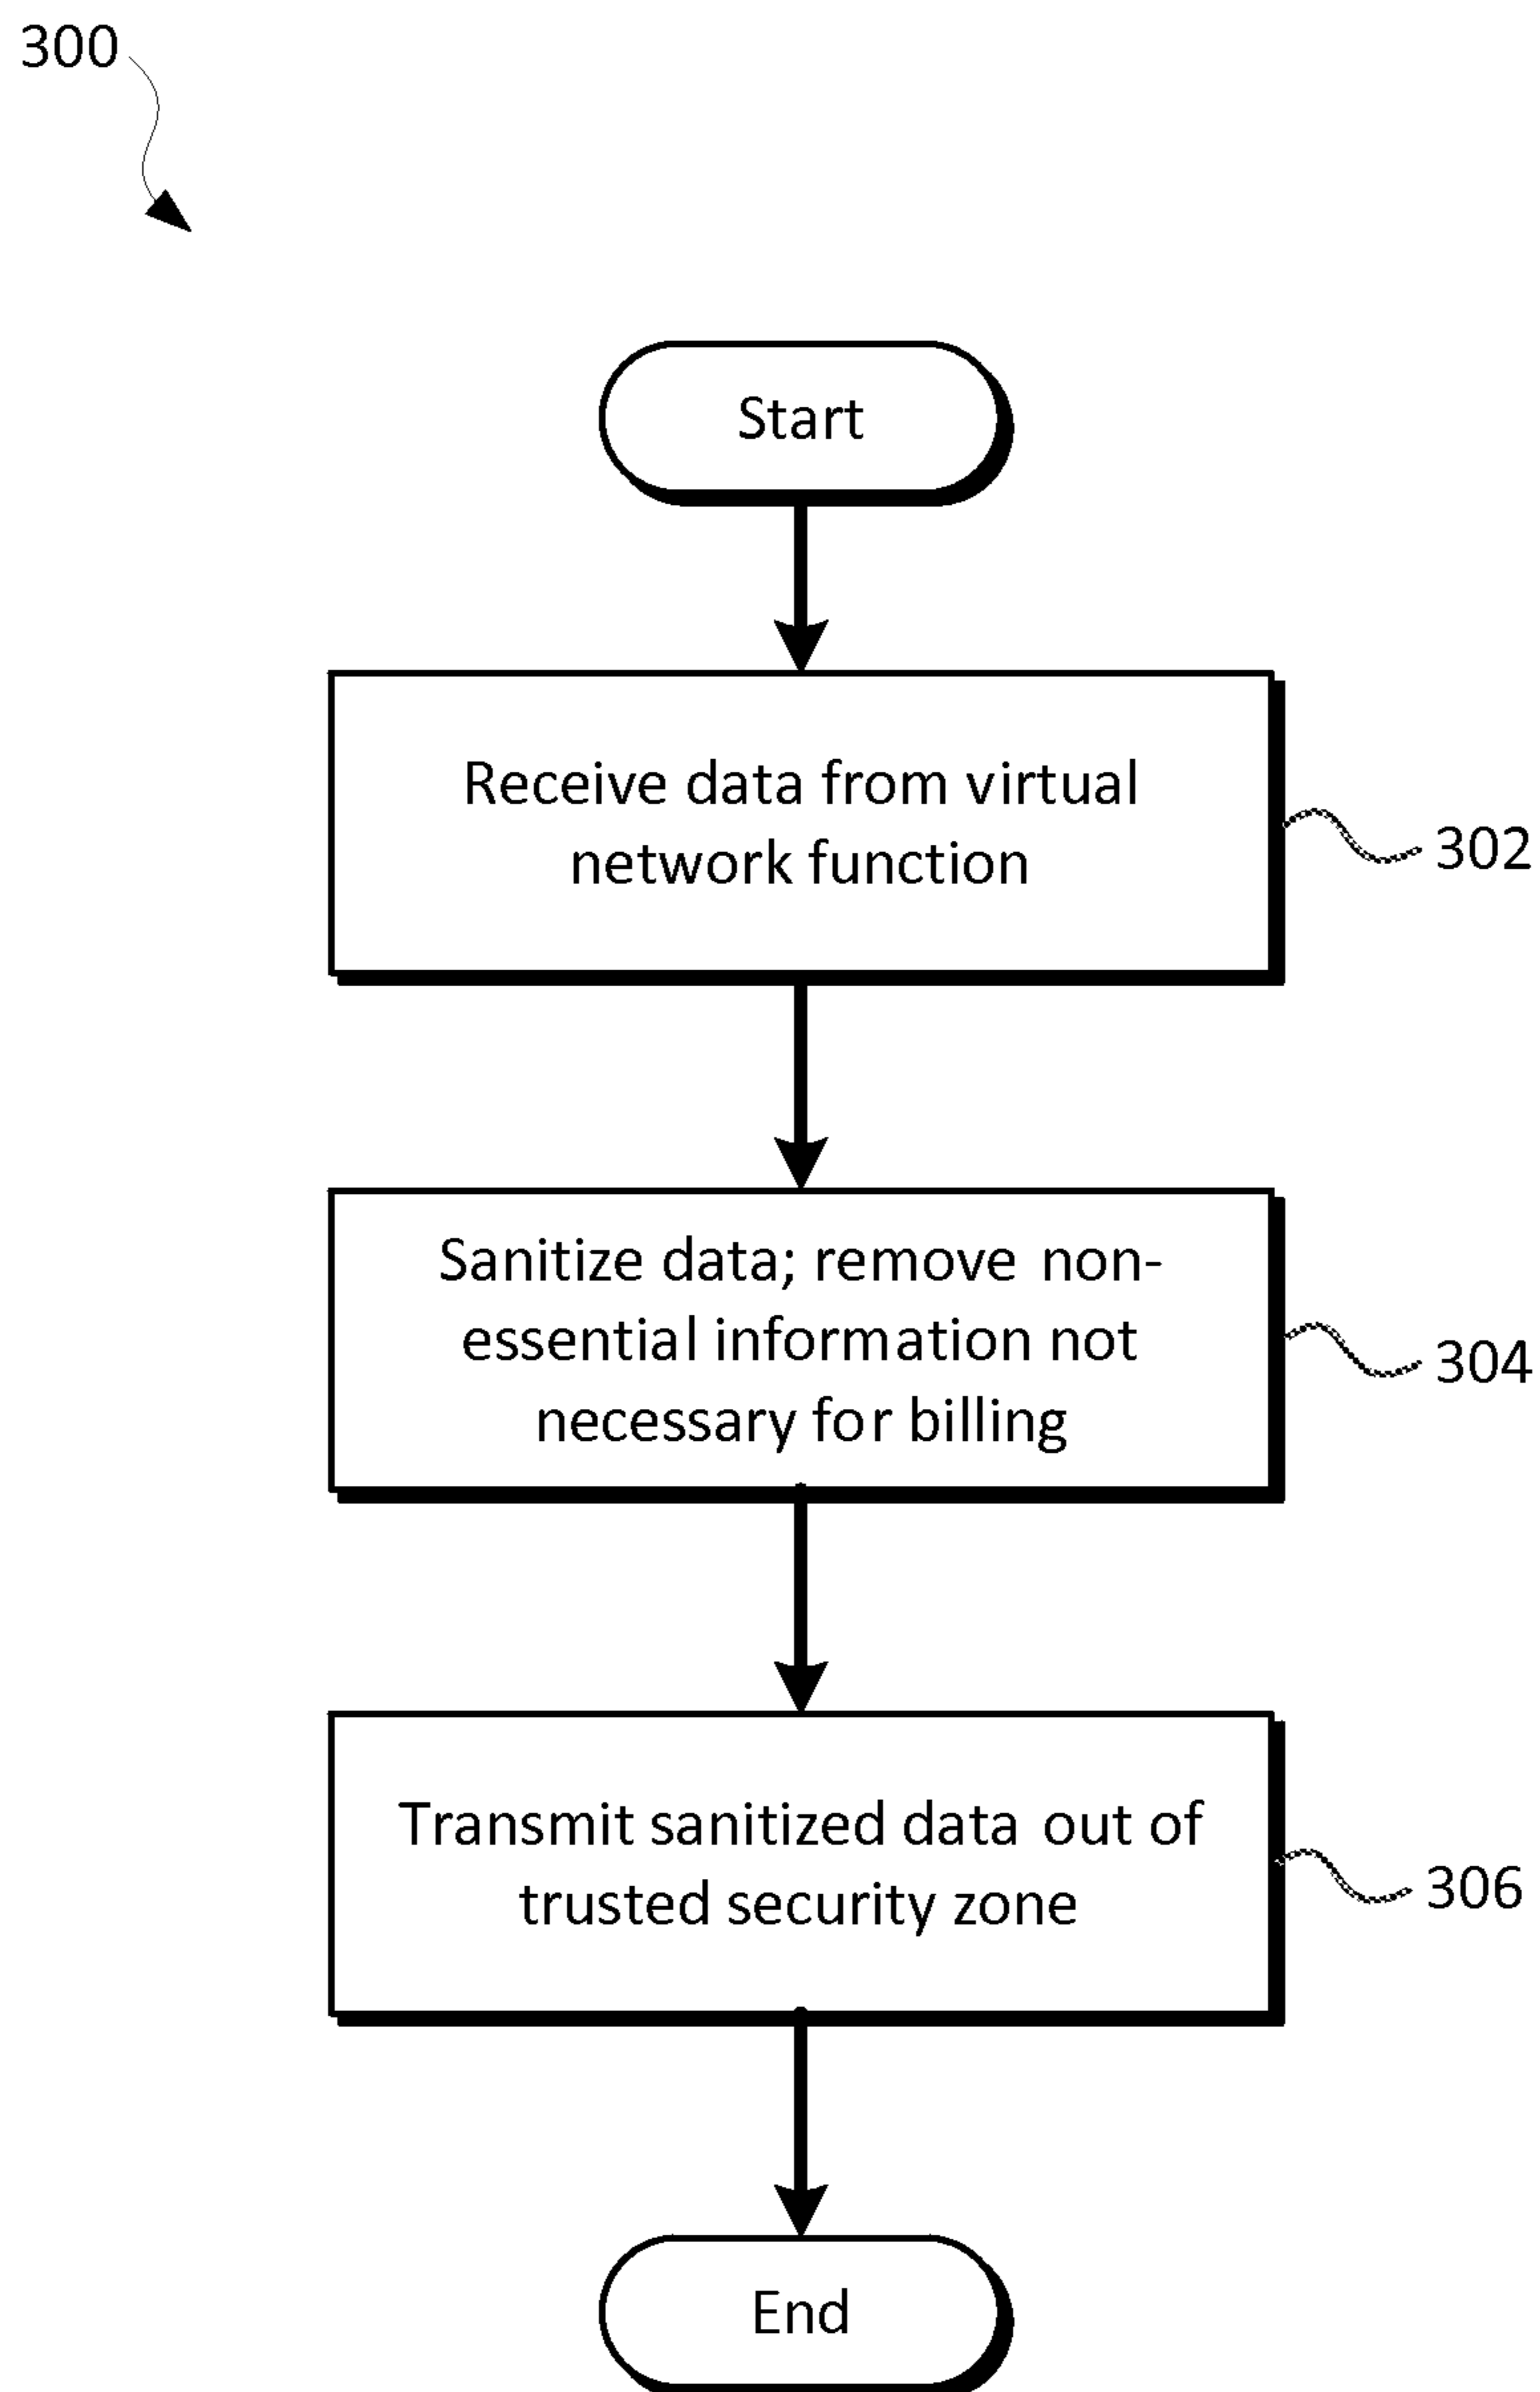 300
Start
Receive data from virtual
network function
302
Sanitize data; remove non-
essential information not
necessary for billing
304
Transmit sanitized data out of
trusted security zone
306
End